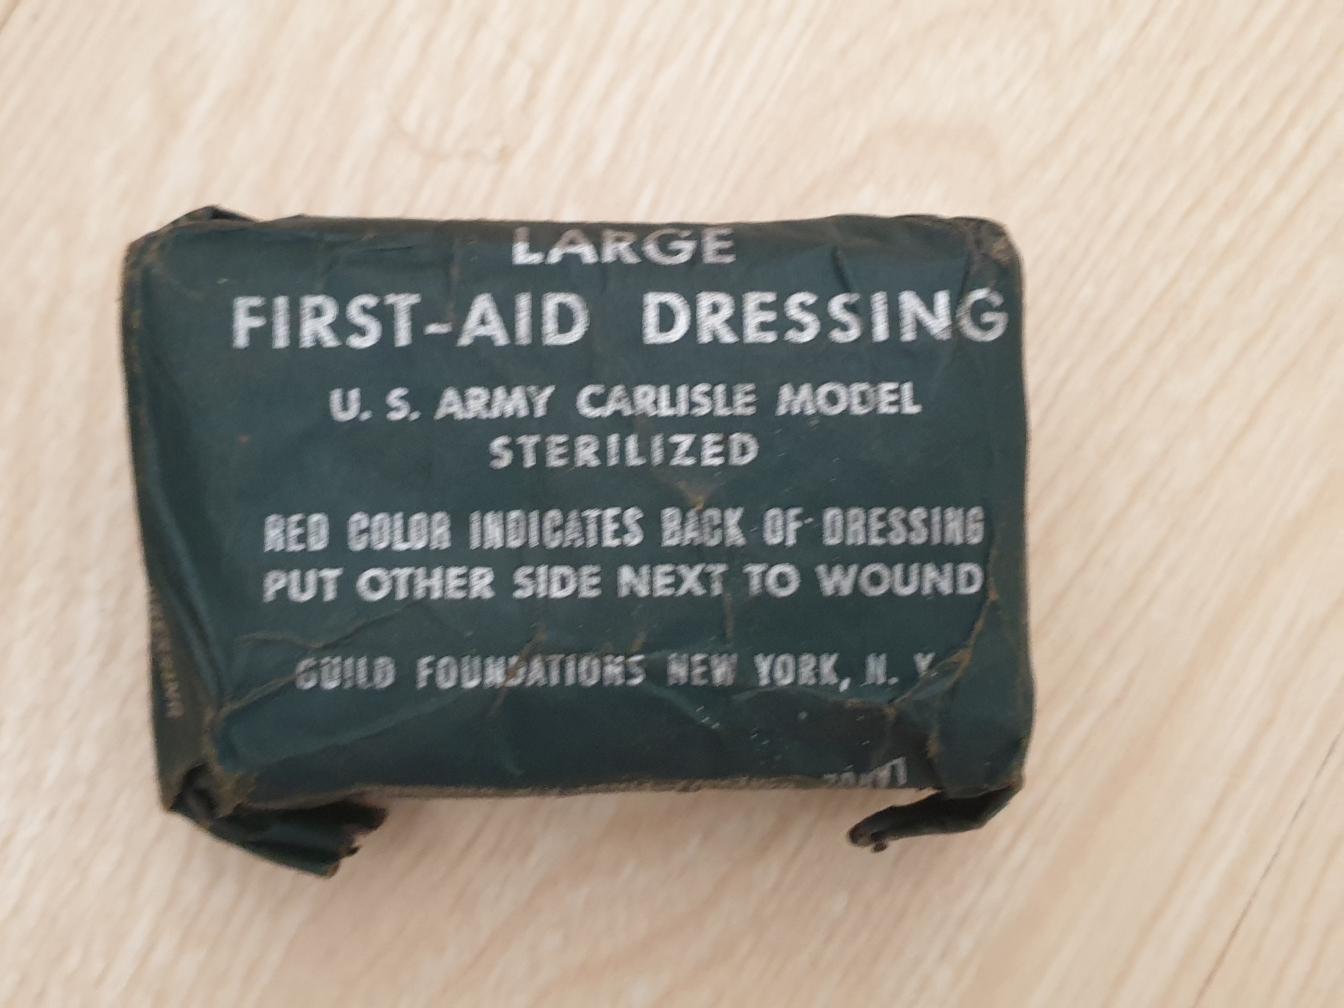 LARGE
FIRST-AID DRESSING
U. S. ARMY CARLISLE MODEL
STERILIZED
RED COLOR INDICATES BACK OF DRESSING
PUT OTHER SIDE NEXT TO WOUND
GUILD FOUNDATIONS NEW YORK, N. Y.